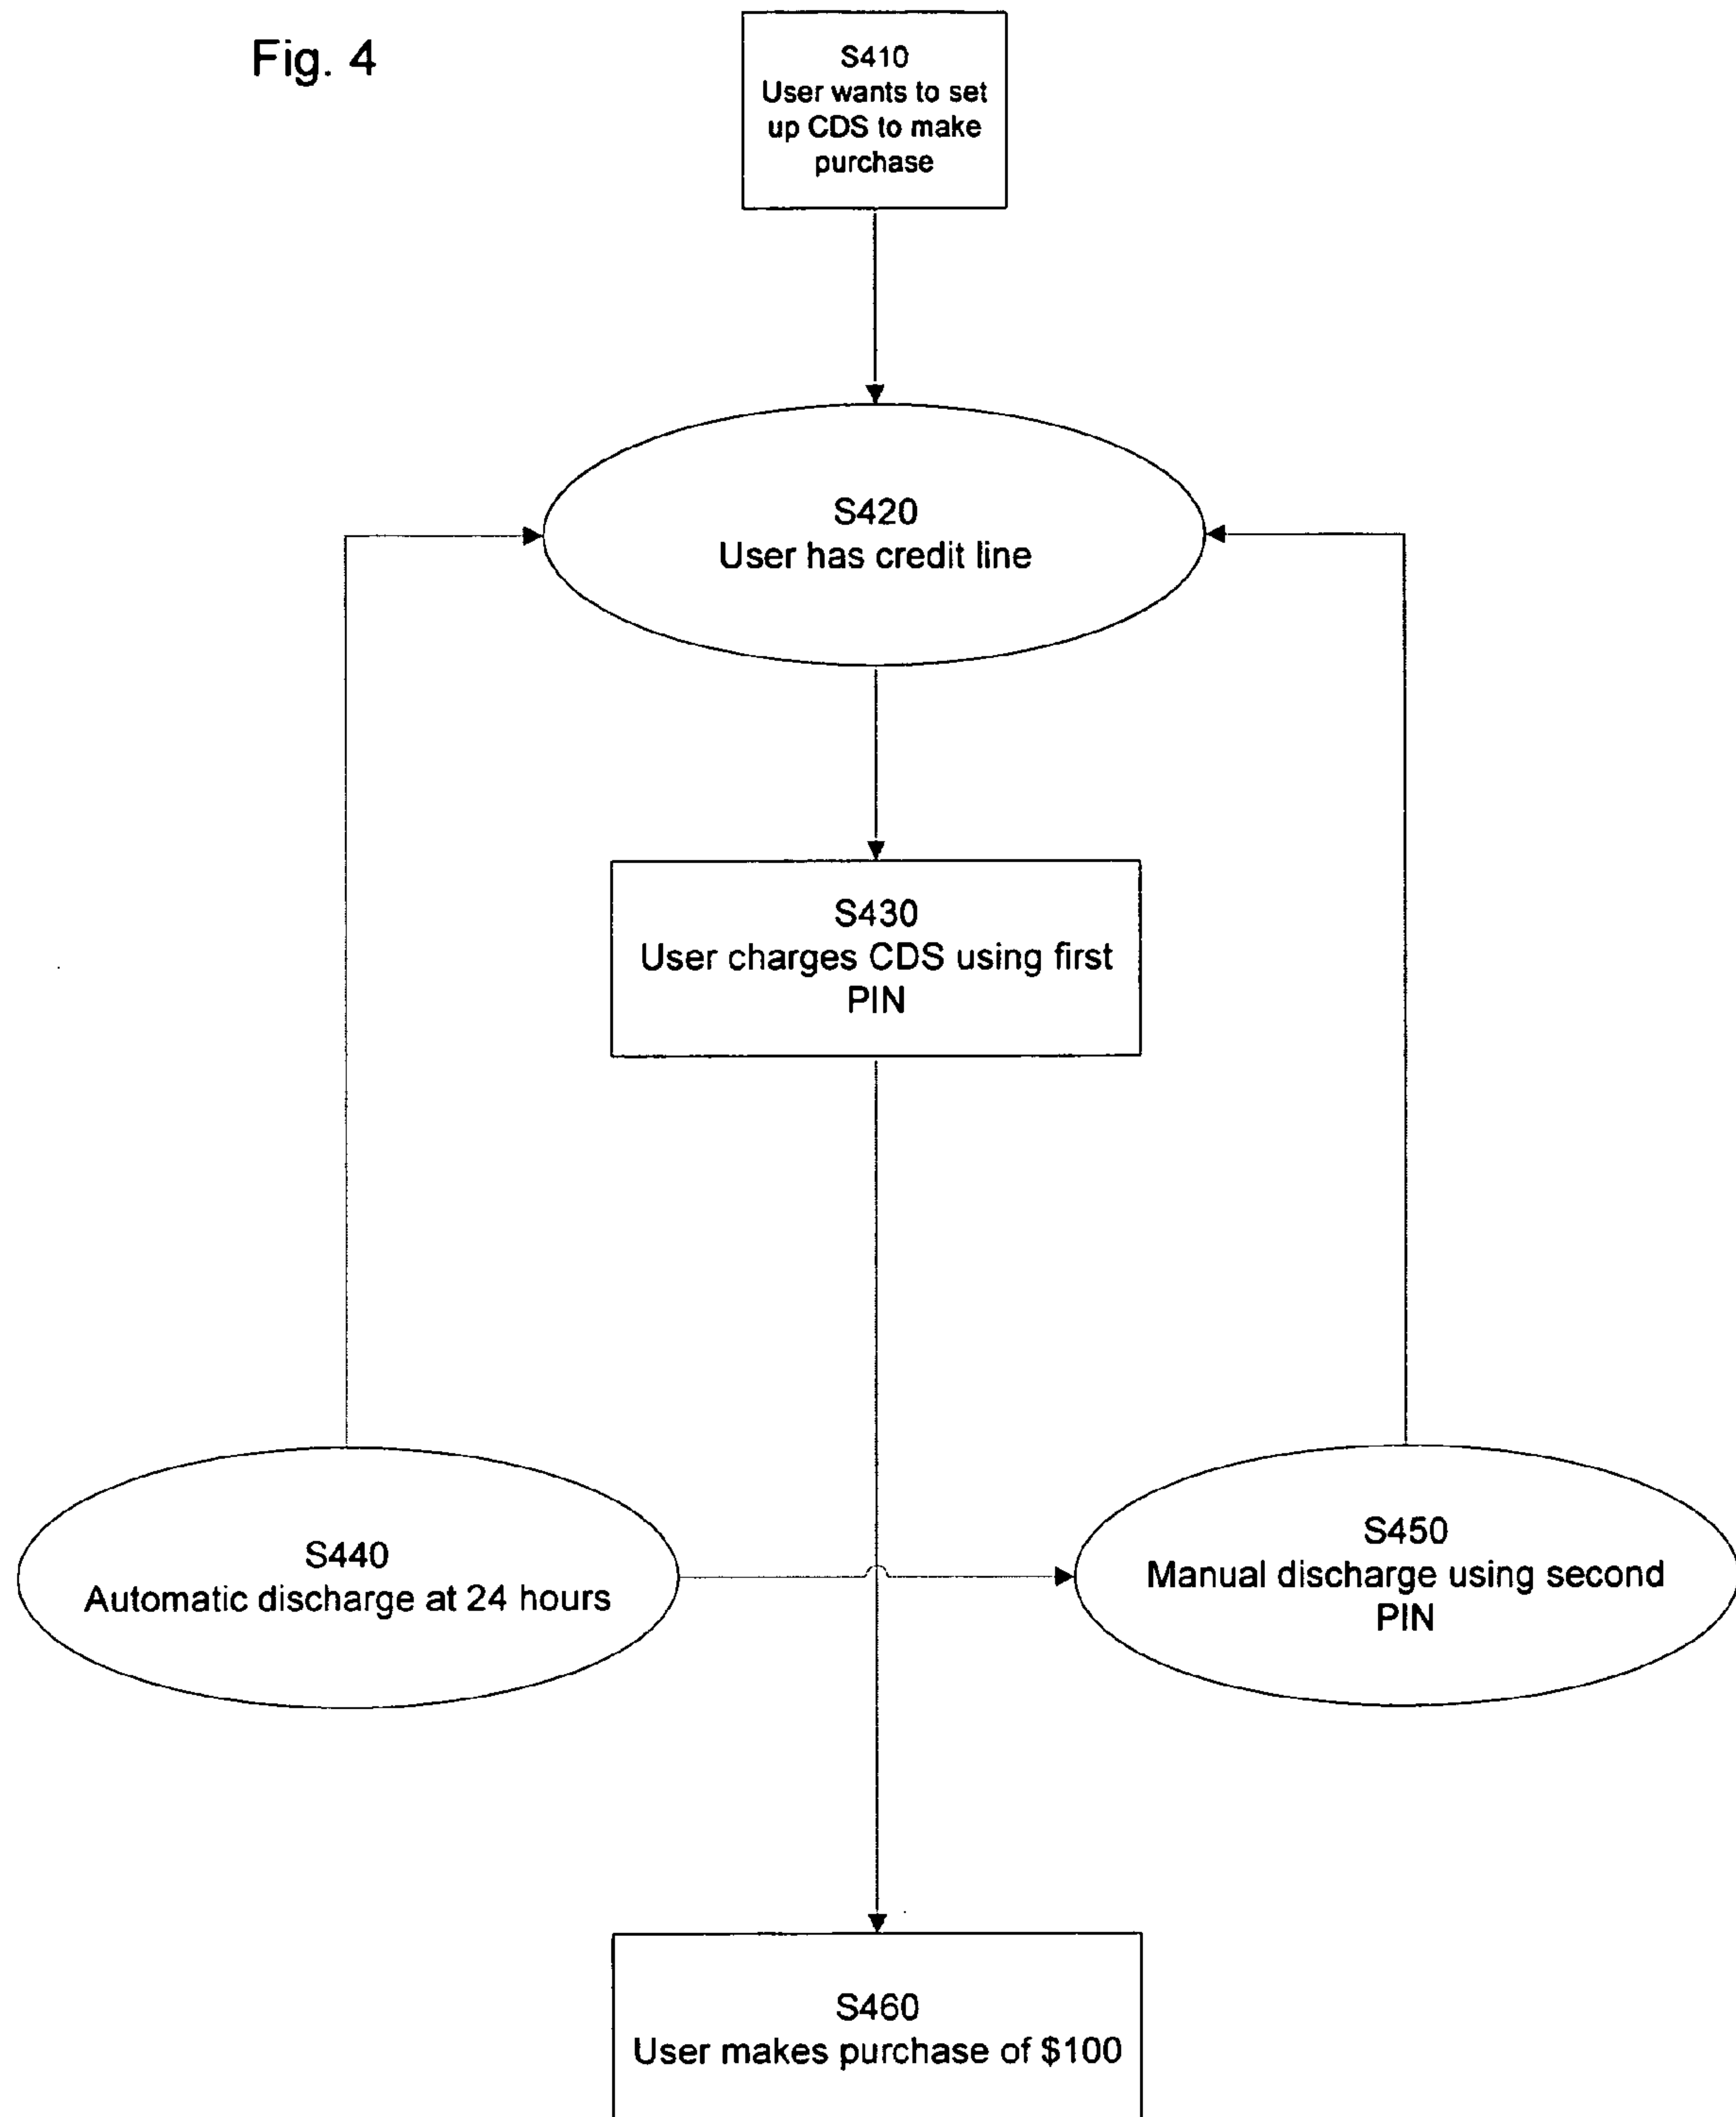 Fig. 4
S410
User wants to set
up CDS to make
purchase
S420
User has credit line
S430
User charges CDS using first
PIN
S440
Automatic discharge at 24 hours
S450
Manual discharge using second
PIN
S460
User makes purchase of $100